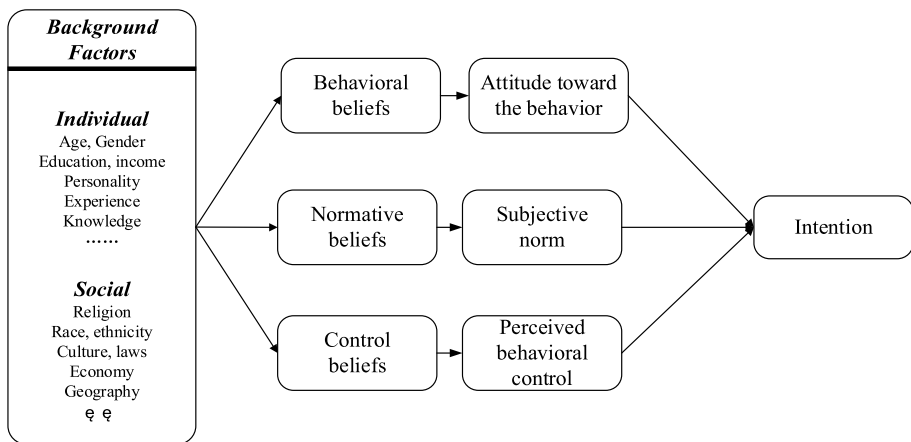 Background
Factors
Individual
Age, Gender
Education, income
Personality
Experience
Knowledge
……
Social
Religion
Race, ethnicity
Culture, laws
Economy
Geography
ę ę
Behavioral
beliefs
Attitude toward
the behavior
Normative
beliefs
Subjective
norm
Control
beliefs
Perceived
behavioral
control
Intention